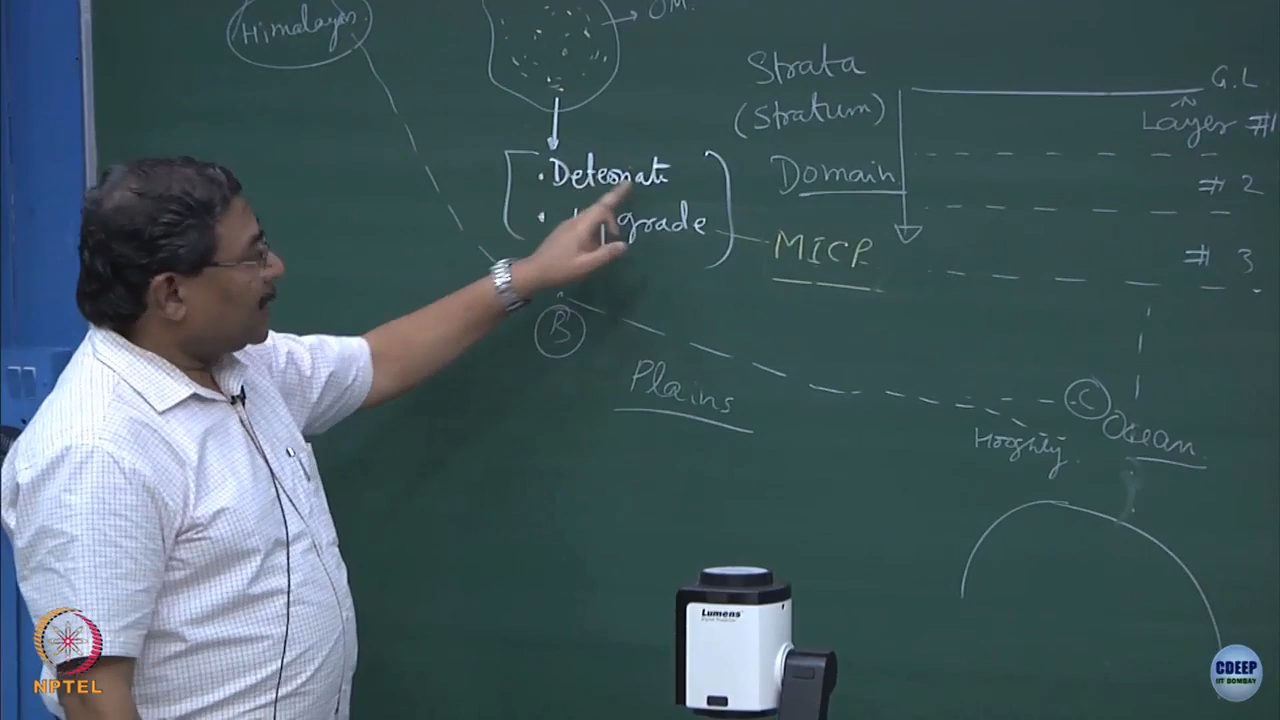 Himalayan
OM.
Strata
(Stratum)
Domain
G.L
Layer #1
# 2
# 3
• Deteriorate
grade
MICP
B
Plains
C
Ocean
Hooghly
Lumens
NPTEL
CDEEP
IIT BOMBAY